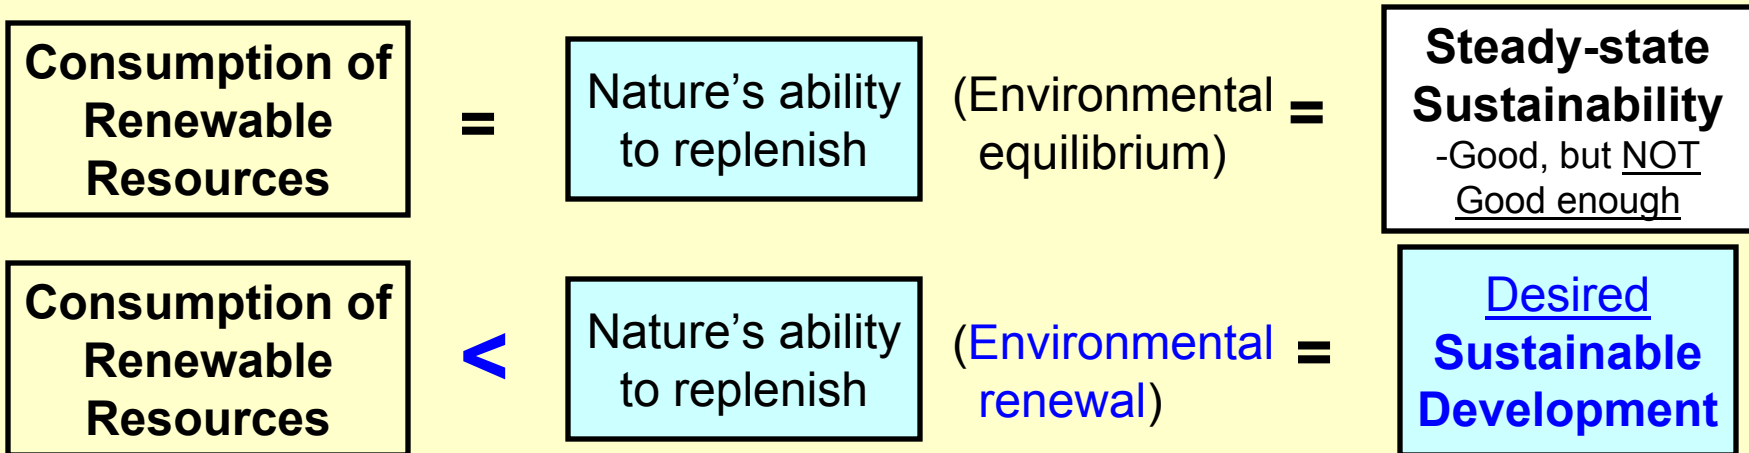 Consumption of
Renewable
Resources
=
Nature's ability
to replenish
(Environmental
equilibrium)
=
Steady-state
Sustainability
-Good, but NOT
Good enough
Consumption of
Renewable
Resources
<
Nature's ability
to replenish
(Environmental
renewal)
=
Desired
Sustainable
Development